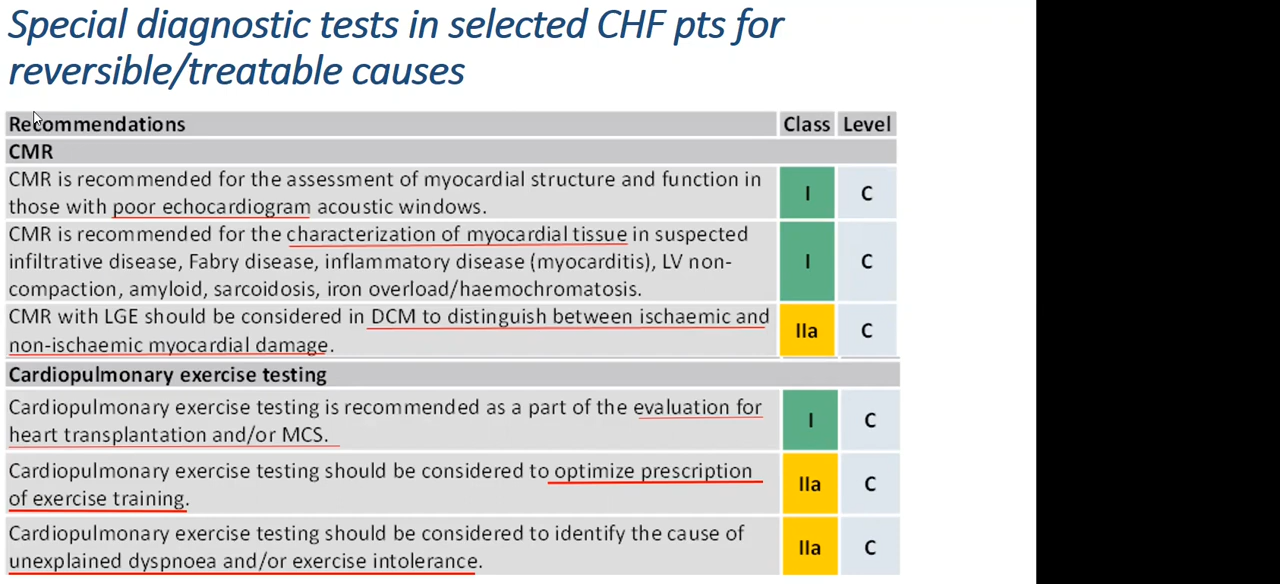 Special diagnostic tests in selected CHF pts for
reversible/treatable causes
Recommendations Class Level
CMR
CMR is recommended for the assessment of myocardial structure and function in
those with poor echocardiogram acoustic windows.
I C
CMR is recommended for the characterization of myocardial tissue in suspected
infiltrative disease, Fabry disease, inflammatory disease (myocarditis), LV non-
compaction, amyloid, sarcoidosis, iron overload/haemochromatosis.
I C
CMR with LGE should be considered in DCM to distinguish between ischaemic and
non-ischaemic myocardial damage.
IIa C
Cardiopulmonary exercise testing
Cardiopulmonary exercise testing is recommended as a part of the evaluation for
heart transplantation and/or MCS.
I C
Cardiopulmonary exercise testing should be considered to optimize prescription
of exercise training.
IIa C
Cardiopulmonary exercise testing should be considered to identify the cause of
unexplained dyspnoea and/or exercise intolerance.
IIa C